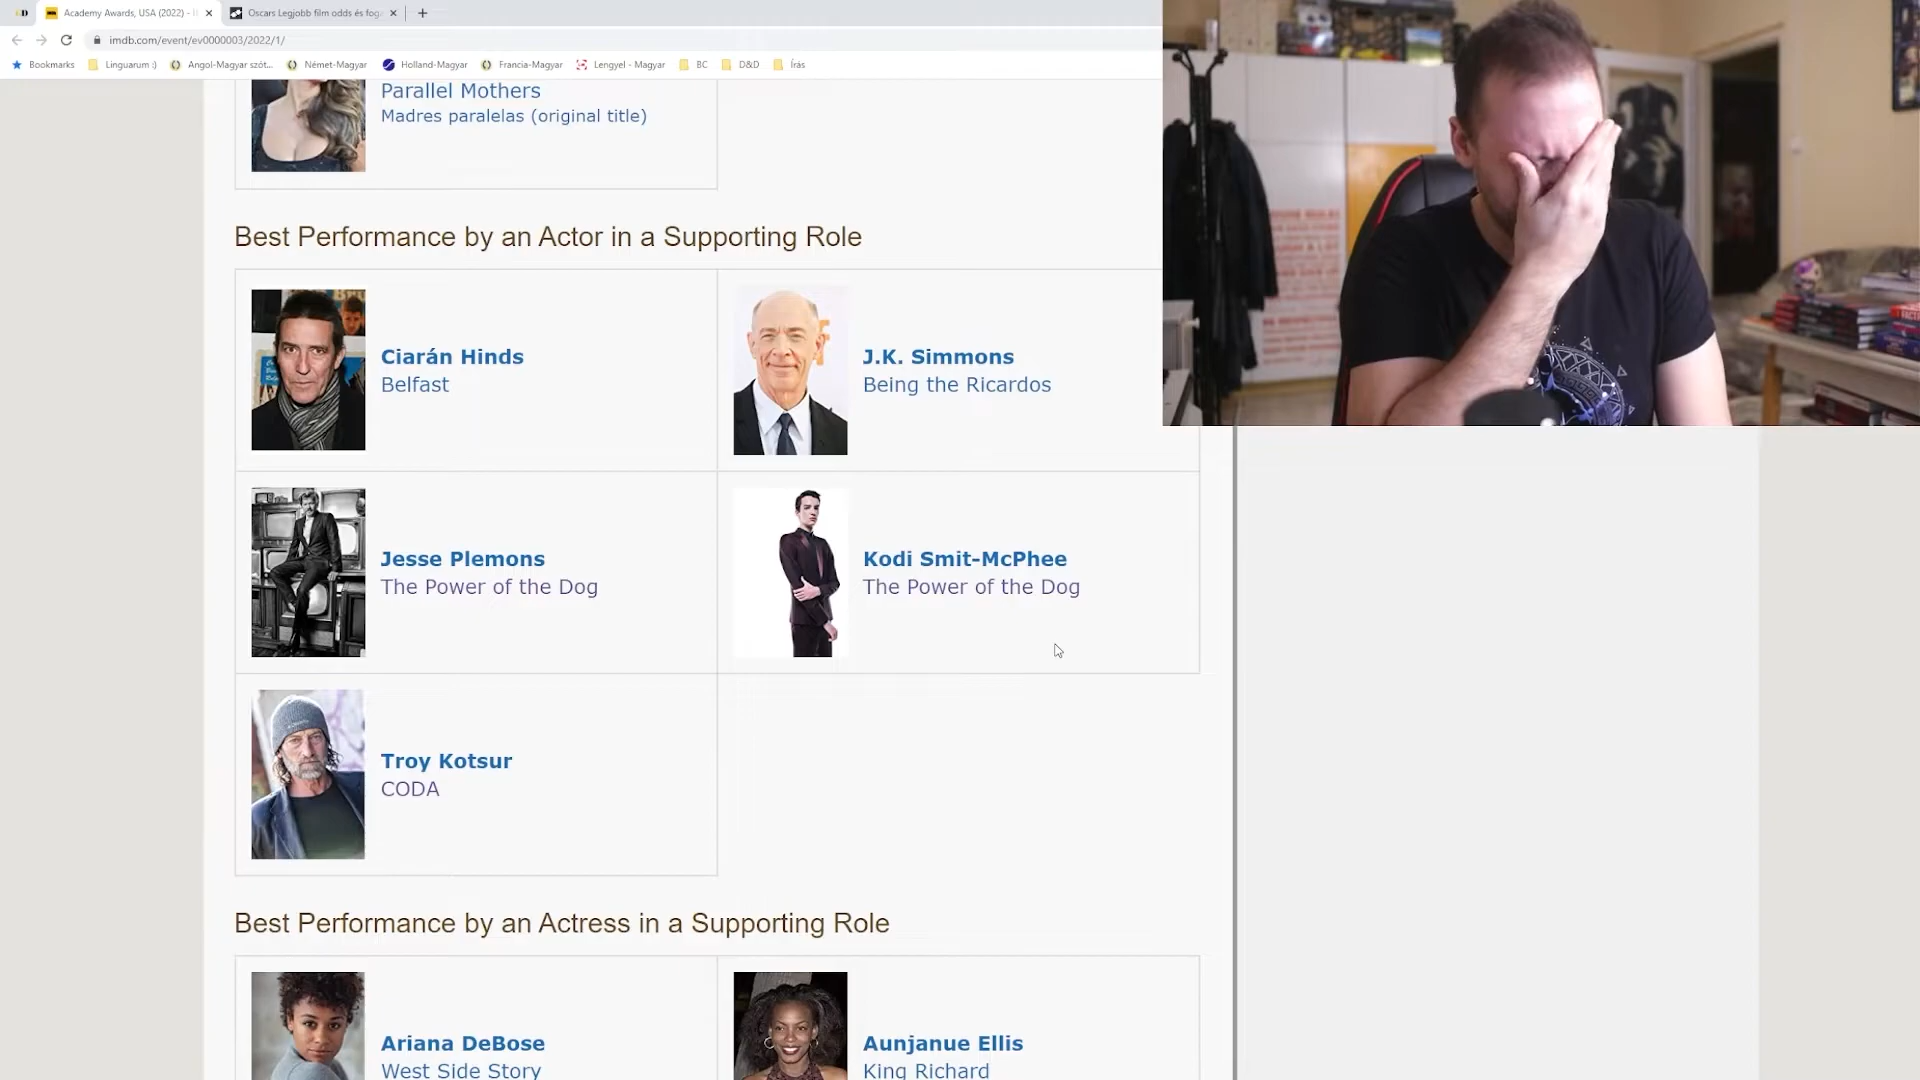 Academy Awards, USA (2022) - I
Oscars Legjobb film odds és fog
imdb.com/event/ev0000003/2022/1/
Bookmarks
Linguarum :)
Angol-Magyar szót...
Német-Magyar
Holland-Magyar
Francia-Magyar
Lengyel - Magyar
BC
D&D
Írás
Parallel Mothers
Madres paralelas (original title)
Best Performance by an Actor in a Supporting Role
Ciarán Hinds
Belfast
J.K. Simmons
Being the Ricardos
Jesse Plemons
The Power of the Dog
Kodi Smit-McPhee
The Power of the Dog
Troy Kotsur
CODA
Best Performance by an Actress in a Supporting Role
Ariana DeBose
West Side Story
Aunjanue Ellis
King Richard